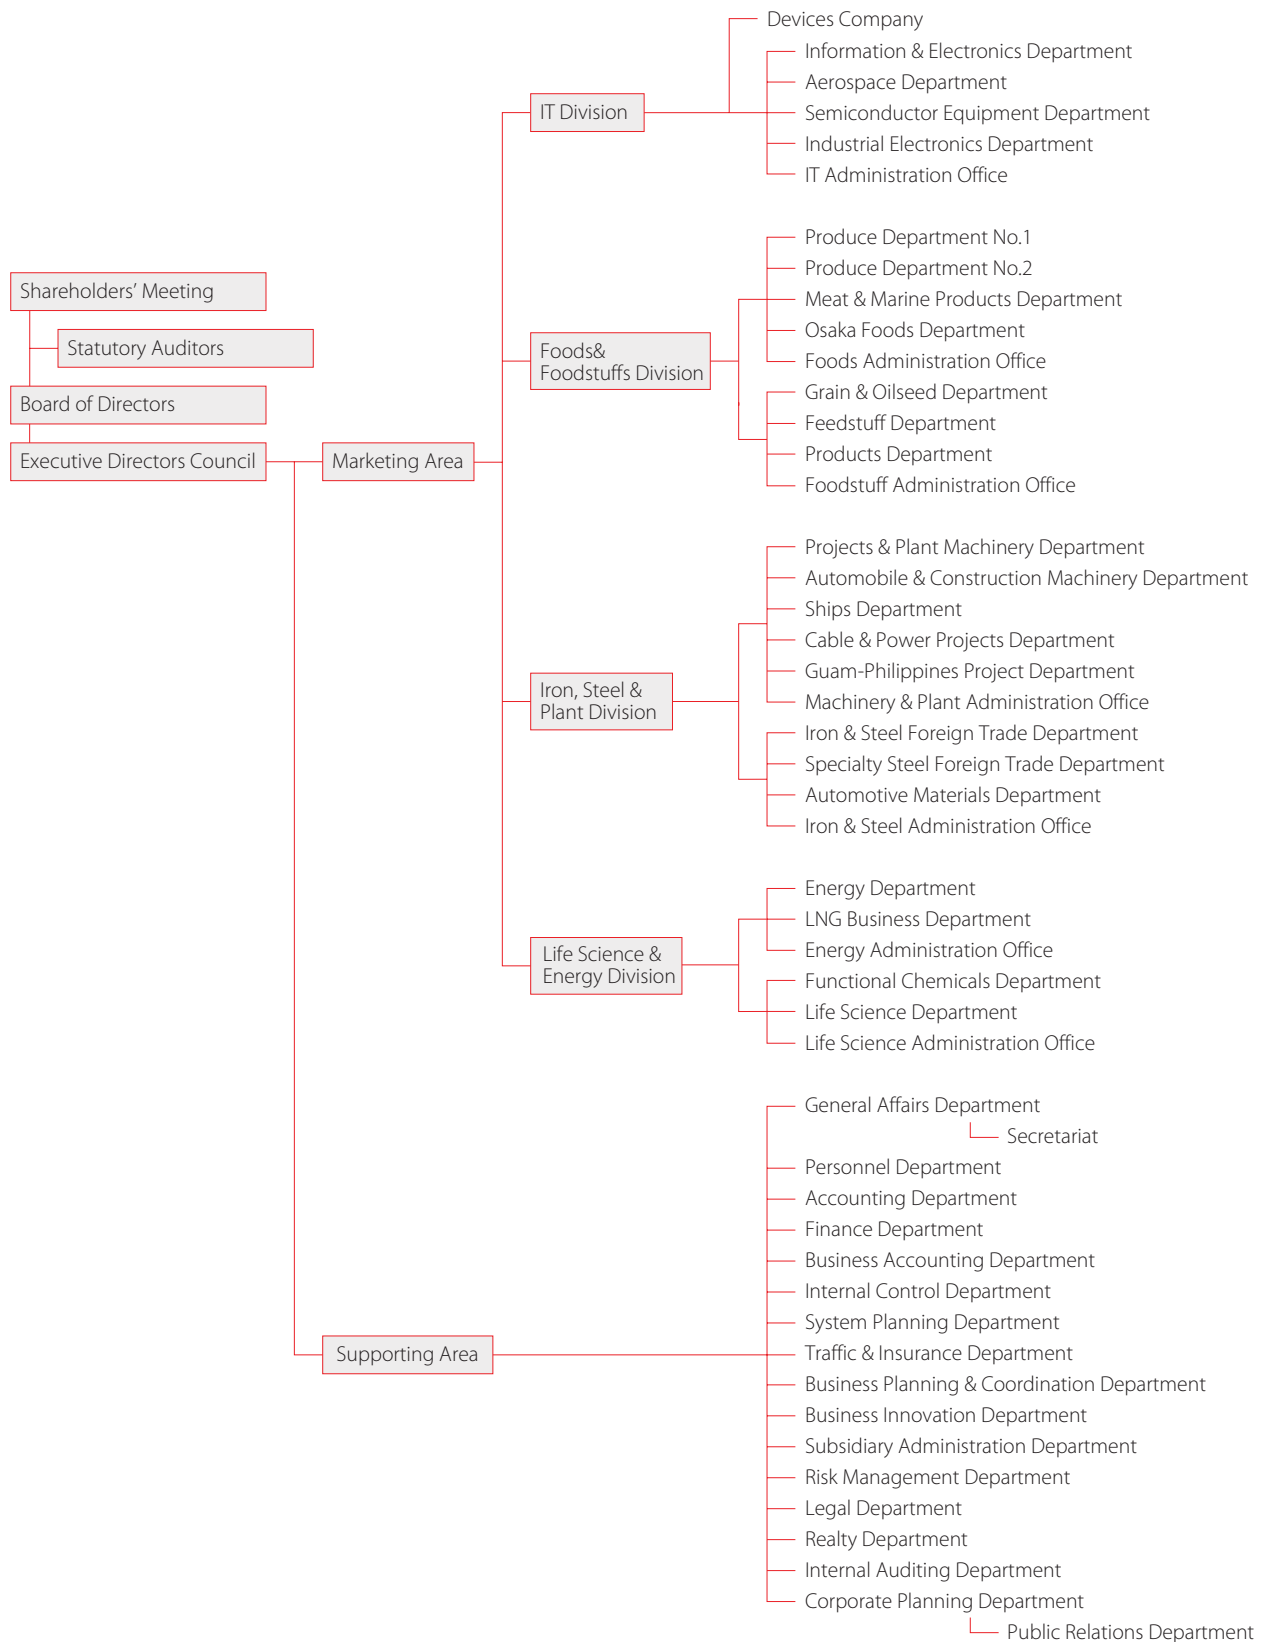 Shareholders’ Meeting
Statutory Auditors
Board of Directors
Executive Directors Council
Marketing Area
IT Division
Devices Company
Information & Electronics Department
Aerospace Department
Semiconductor Equipment Department
Industrial Electronics Department
IT Administration Office
Foods&
Foodstuffs Division
Produce Department No.1
Produce Department No.2
Meat & Marine Products Department
Osaka Foods Department
Foods Administration Office
Grain & Oilseed Department
Feedstuff Department
Products Department
Foodstuff Administration Office
Iron, Steel &
Plant Division
Projects & Plant Machinery Department
Automobile & Construction Machinery Department
Ships Department
Cable & Power Projects Department
Guam-Philippines Project Department
Machinery & Plant Administration Office
Iron & Steel Foreign Trade Department
Specialty Steel Foreign Trade Department
Automotive Materials Department
Iron & Steel Administration Office
Life Science &
Energy Division
Energy Department
LNG Business Department
Energy Administration Office
Functional Chemicals Department
Life Science Department
Life Science Administration Office
Supporting Area
General Affairs Department
Secretariat
Personnel Department
Accounting Department
Finance Department
Business Accounting Department
Internal Control Department
System Planning Department
Traffic & Insurance Department
Business Planning & Coordination Department
Business Innovation Department
Subsidiary Administration Department
Risk Management Department
Legal Department
Realty Department
Internal Auditing Department
Corporate Planning Department
Public Relations Department